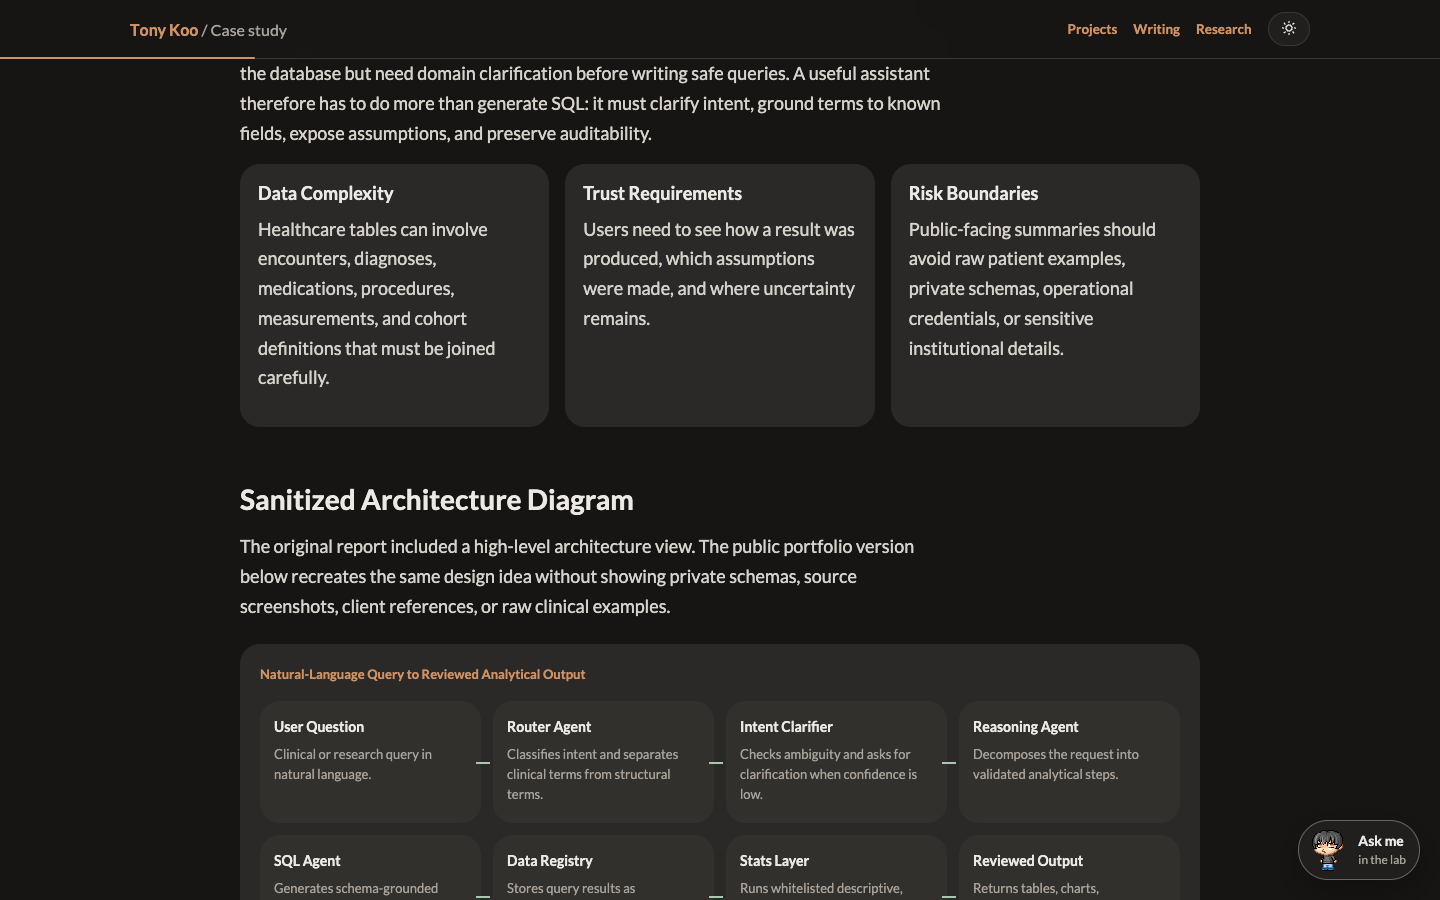 Tony Koo / Case study
Projects
Writing
Research
the database but need domain clarification before writing safe queries. A useful assistant
therefore has to do more than generate SQL: it must clarify intent, ground terms to known
fields, expose assumptions, and preserve auditability.
Data Complexity
Healthcare tables can involve
encounters, diagnoses,
medications, procedures,
measurements, and cohort
definitions that must be joined
carefully.
Trust Requirements
Users need to see how a result was
produced, which assumptions
were made, and where uncertainty
remains.
Risk Boundaries
Public-facing summaries should
avoid raw patient examples,
private schemas, operational
credentials, or sensitive
institutional details.
Sanitized Architecture Diagram
The original report included a high-level architecture view. The public portfolio version
below recreates the same design idea without showing private schemas, source
screenshots, client references, or raw clinical examples.
Natural-Language Query to Reviewed Analytical Output
User Question
Clinical or research query in
natural language.
Router Agent
Classifies intent and separates
clinical terms from structural
terms.
Intent Clarifier
Checks ambiguity and asks for
clarification when confidence is
low.
Reasoning Agent
Decomposes the request into
validated analytical steps.
SQL Agent
Generates schema-grounded
Data Registry
Stores query results as
Stats Layer
Runs whitelisted descriptive,
Reviewed Output
Returns tables, charts,
Ask me
in the lab